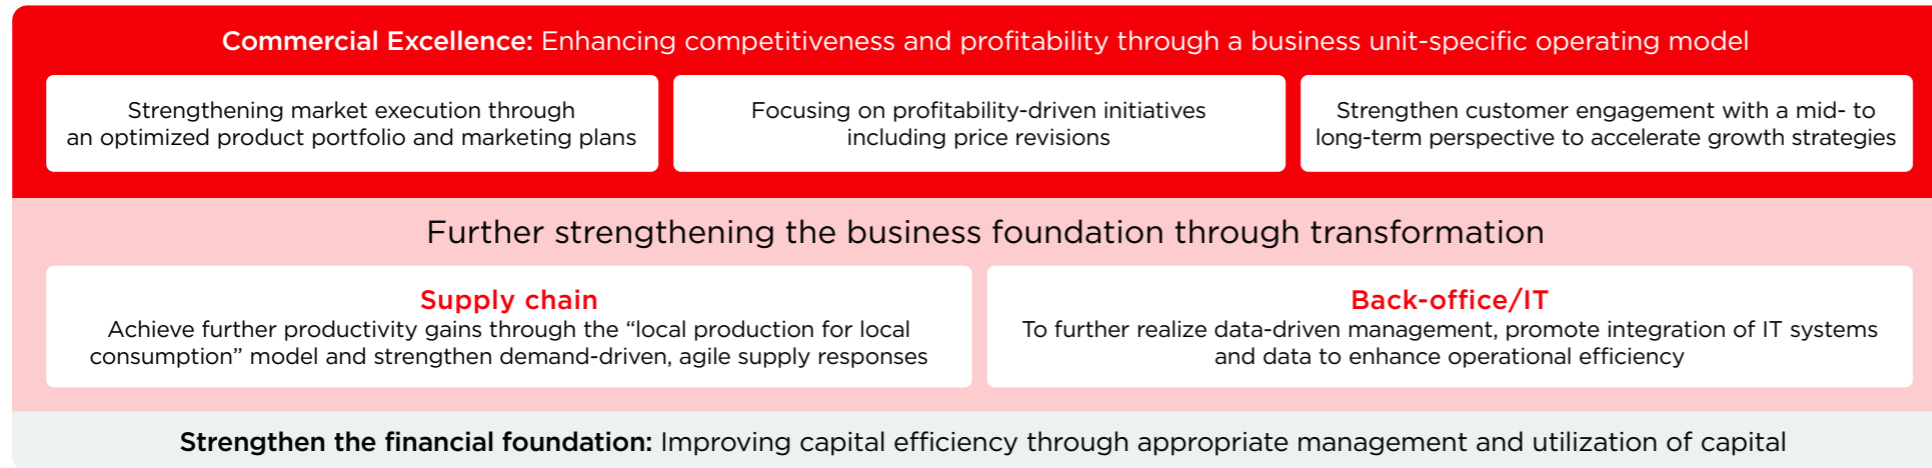 Commercial Excellence: Enhancing competitiveness and profitability through a business unit-specific operating model
Strengthening market execution through
an optimized product portfolio and marketing plans
Focusing on profitability-driven initiatives
including price revisions
Strengthen customer engagement with a mid- to
long-term perspective to accelerate growth strategies
Further strengthening the business foundation through transformation
Supply chain
Achieve further productivity gains through the “local production for local
consumption” model and strengthen demand-driven, agile supply responses
Back-office/IT
To further realize data-driven management, promote integration of IT systems
and data to enhance operational efficiency
Strengthen the financial foundation: Improving capital efficiency through appropriate management and utilization of capital